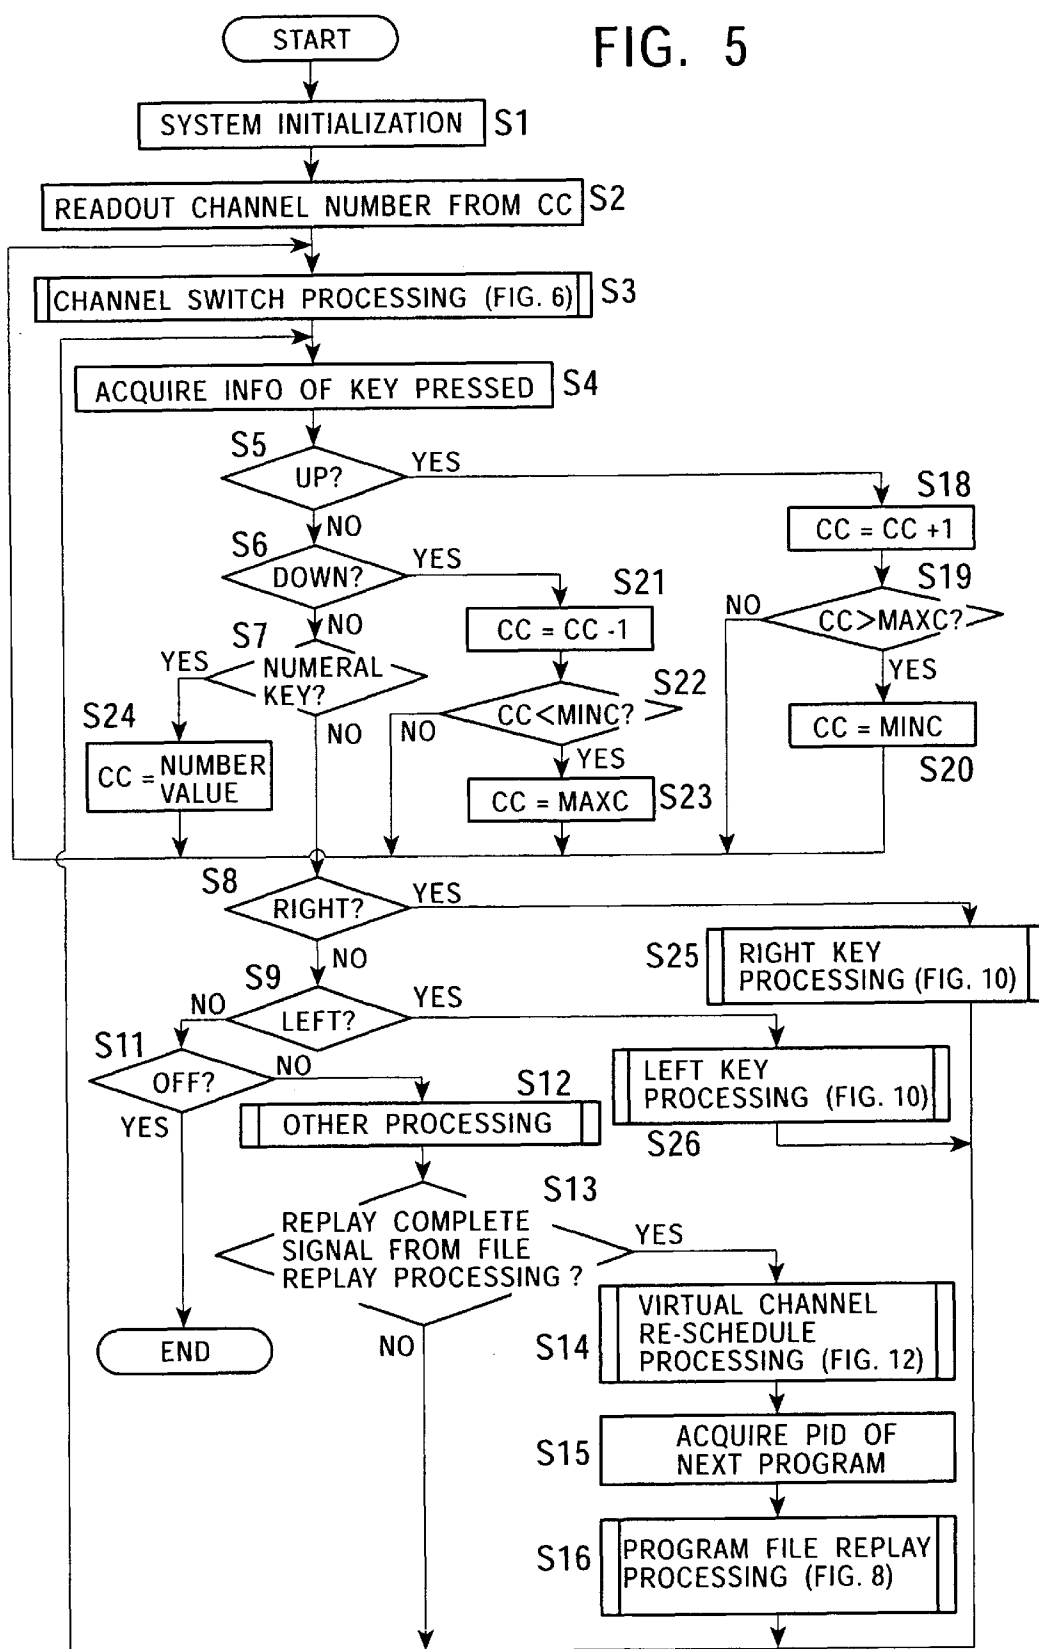 FIG. 5
START
SYSTEM INITIALIZATION
S1
READOUT CHANNEL NUMBER FROM CC
S2
CHANNEL SWITCH PROCESSING (FIG. 6)
S3
ACQUIRE INFO OF KEY PRESSED
S4
S5
UP?
YES
NO
S18
CC = CC +1
S6
DOWN?
YES
NO
S21
CC = CC -1
S19
CC>MAXC?
NO
YES
S7
NUMERAL
KEY?
YES
NO
S22
CC<MINC?
NO
YES
CC = MINC
S20
S24
CC = NUMBER
VALUE
CC = MAXC
S23
S8
RIGHT?
YES
NO
S25
RIGHT KEY
PROCESSING (FIG. 10)
S9
LEFT?
NO
YES
LEFT KEY
PROCESSING (FIG. 10)
S26
S11
OFF?
NO
YES
S12
OTHER PROCESSING
S13
REPLAY COMPLETE
SIGNAL FROM FILE
REPLAY PROCESSING ?
YES
NO
END
S14
VIRTUAL CHANNEL
RE-SCHEDULE
PROCESSING (FIG. 12)
S15
ACQUIRE PID OF
NEXT PROGRAM
S16
PROGRAM FILE REPLAY
PROCESSING (FIG. 8)